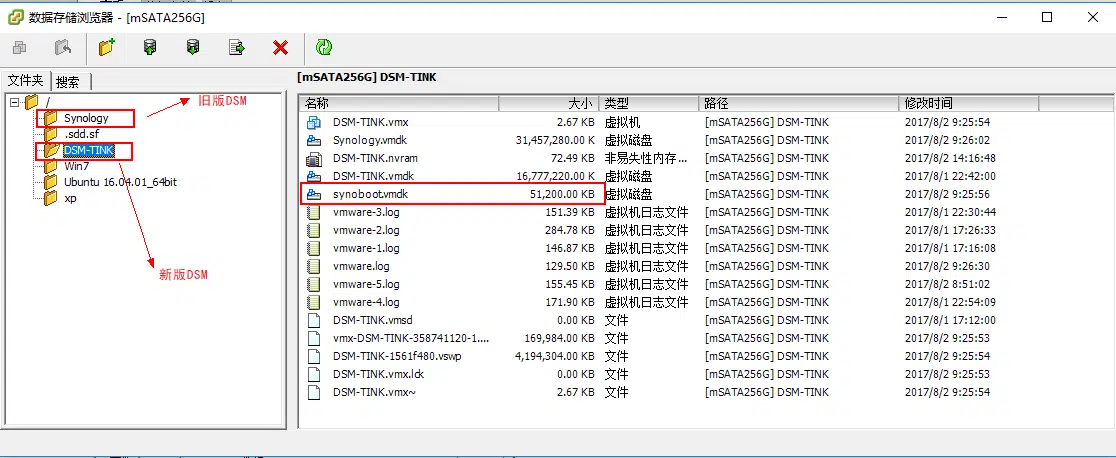 数据存储浏览器 - [mSATA256G]
文件夹 搜索
[mSATA256G] DSM-TINK
/
Synology
.sdd.sf
DSM-TINK
Win7
Ubuntu 16.04.01_64bit
xp
旧版DSM
新版DSM
名称 大小 类型 路径 修改时间
DSM-TINK.vmx 2.67 KB 虚拟机 [mSATA256G] DSM-TINK 2017/8/2 9:25:54
Synology.vmdk 31,457,280.00 K 虚拟磁盘 [mSATA256G] DSM-TINK 2017/8/2 9:26:02
DSM-TINK.nvram 72.49 KB 非易失性内存... [mSATA256G] DSM-TINK 2017/8/2 14:16:48
DSM-TINK.vmdk 16,777,220.00 K 虚拟磁盘 [mSATA256G] DSM-TINK 2017/8/1 22:42:00
synoboot.vmdk 51,200.00 KB 虚拟磁盘 [mSATA256G] DSM-TINK 2017/8/2 9:25:56
vmware-3.log 151.39 KB 虚拟机日志文件 [mSATA256G] DSM-TINK 2017/8/1 22:30:44
vmware-2.log 284.78 KB 虚拟机日志文件 [mSATA256G] DSM-TINK 2017/8/1 17:26:33
vmware-1.log 146.87 KB 虚拟机日志文件 [mSATA256G] DSM-TINK 2017/8/1 17:16:08
vmware.log 129.50 KB 虚拟机日志文件 [mSATA256G] DSM-TINK 2017/8/2 9:26:30
vmware-5.log 155.45 KB 虚拟机日志文件 [mSATA256G] DSM-TINK 2017/8/2 8:51:02
vmware-4.log 171.90 KB 虚拟机日志文件 [mSATA256G] DSM-TINK 2017/8/1 22:54:09
DSM-TINK.vmsd 0.00 KB 文件 [mSATA256G] DSM-TINK 2017/8/1 17:12:00
vmx-DSM-TINK-358741120-1.... 169,984.00 KB 文件 [mSATA256G] DSM-TINK 2017/8/2 9:25:53
DSM-TINK-1561f480.vswp 4,194,304.00 KB 文件 [mSATA256G] DSM-TINK 2017/8/2 9:25:54
DSM-TINK.vmx.lck 0.00 KB 文件 [mSATA256G] DSM-TINK 2017/8/2 9:25:53
DSM-TINK.vmx~ 2.67 KB 文件 [mSATA256G] DSM-TINK 2017/8/2 9:25:54